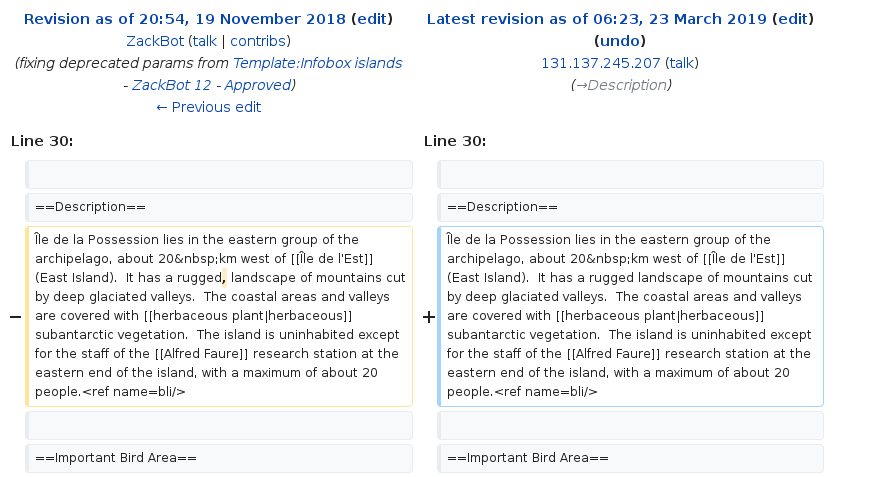 Revision as of 20:54, 19 November 2018 (edit)
ZackBot (talk | contribs)
(fixing deprecated params from Template:Infobox islands
- ZackBot 12 - Approved)
← Previous edit
Latest revision as of 06:23, 23 March 2019 (edit)
(undo)
131.137.245.207 (talk)
(→Description)
Line 30:
Line 30:
==Description==
==Description==
−
Île de la Possession lies in the eastern group of the
archipelago, about 20&nbsp;km west of [[Île de l'Est]]
(East Island).  It has a rugged, landscape of mountains cut
by deep glaciated valleys.  The coastal areas and valleys
are covered with [[herbaceous plant|herbaceous]]
subantarctic vegetation.  The island is uninhabited except
for the staff of the [[Alfred Faure]] research station at the
eastern end of the island, with a maximum of about 20
people.<ref name=bli/>
+
Île de la Possession lies in the eastern group of the
archipelago, about 20&nbsp;km west of [[Île de l'Est]]
(East Island).  It has a rugged landscape of mountains cut
by deep glaciated valleys.  The coastal areas and valleys
are covered with [[herbaceous plant|herbaceous]]
subantarctic vegetation.  The island is uninhabited except
for the staff of the [[Alfred Faure]] research station at the
eastern end of the island, with a maximum of about 20
people.<ref name=bli/>
==Important Bird Area==
==Important Bird Area==